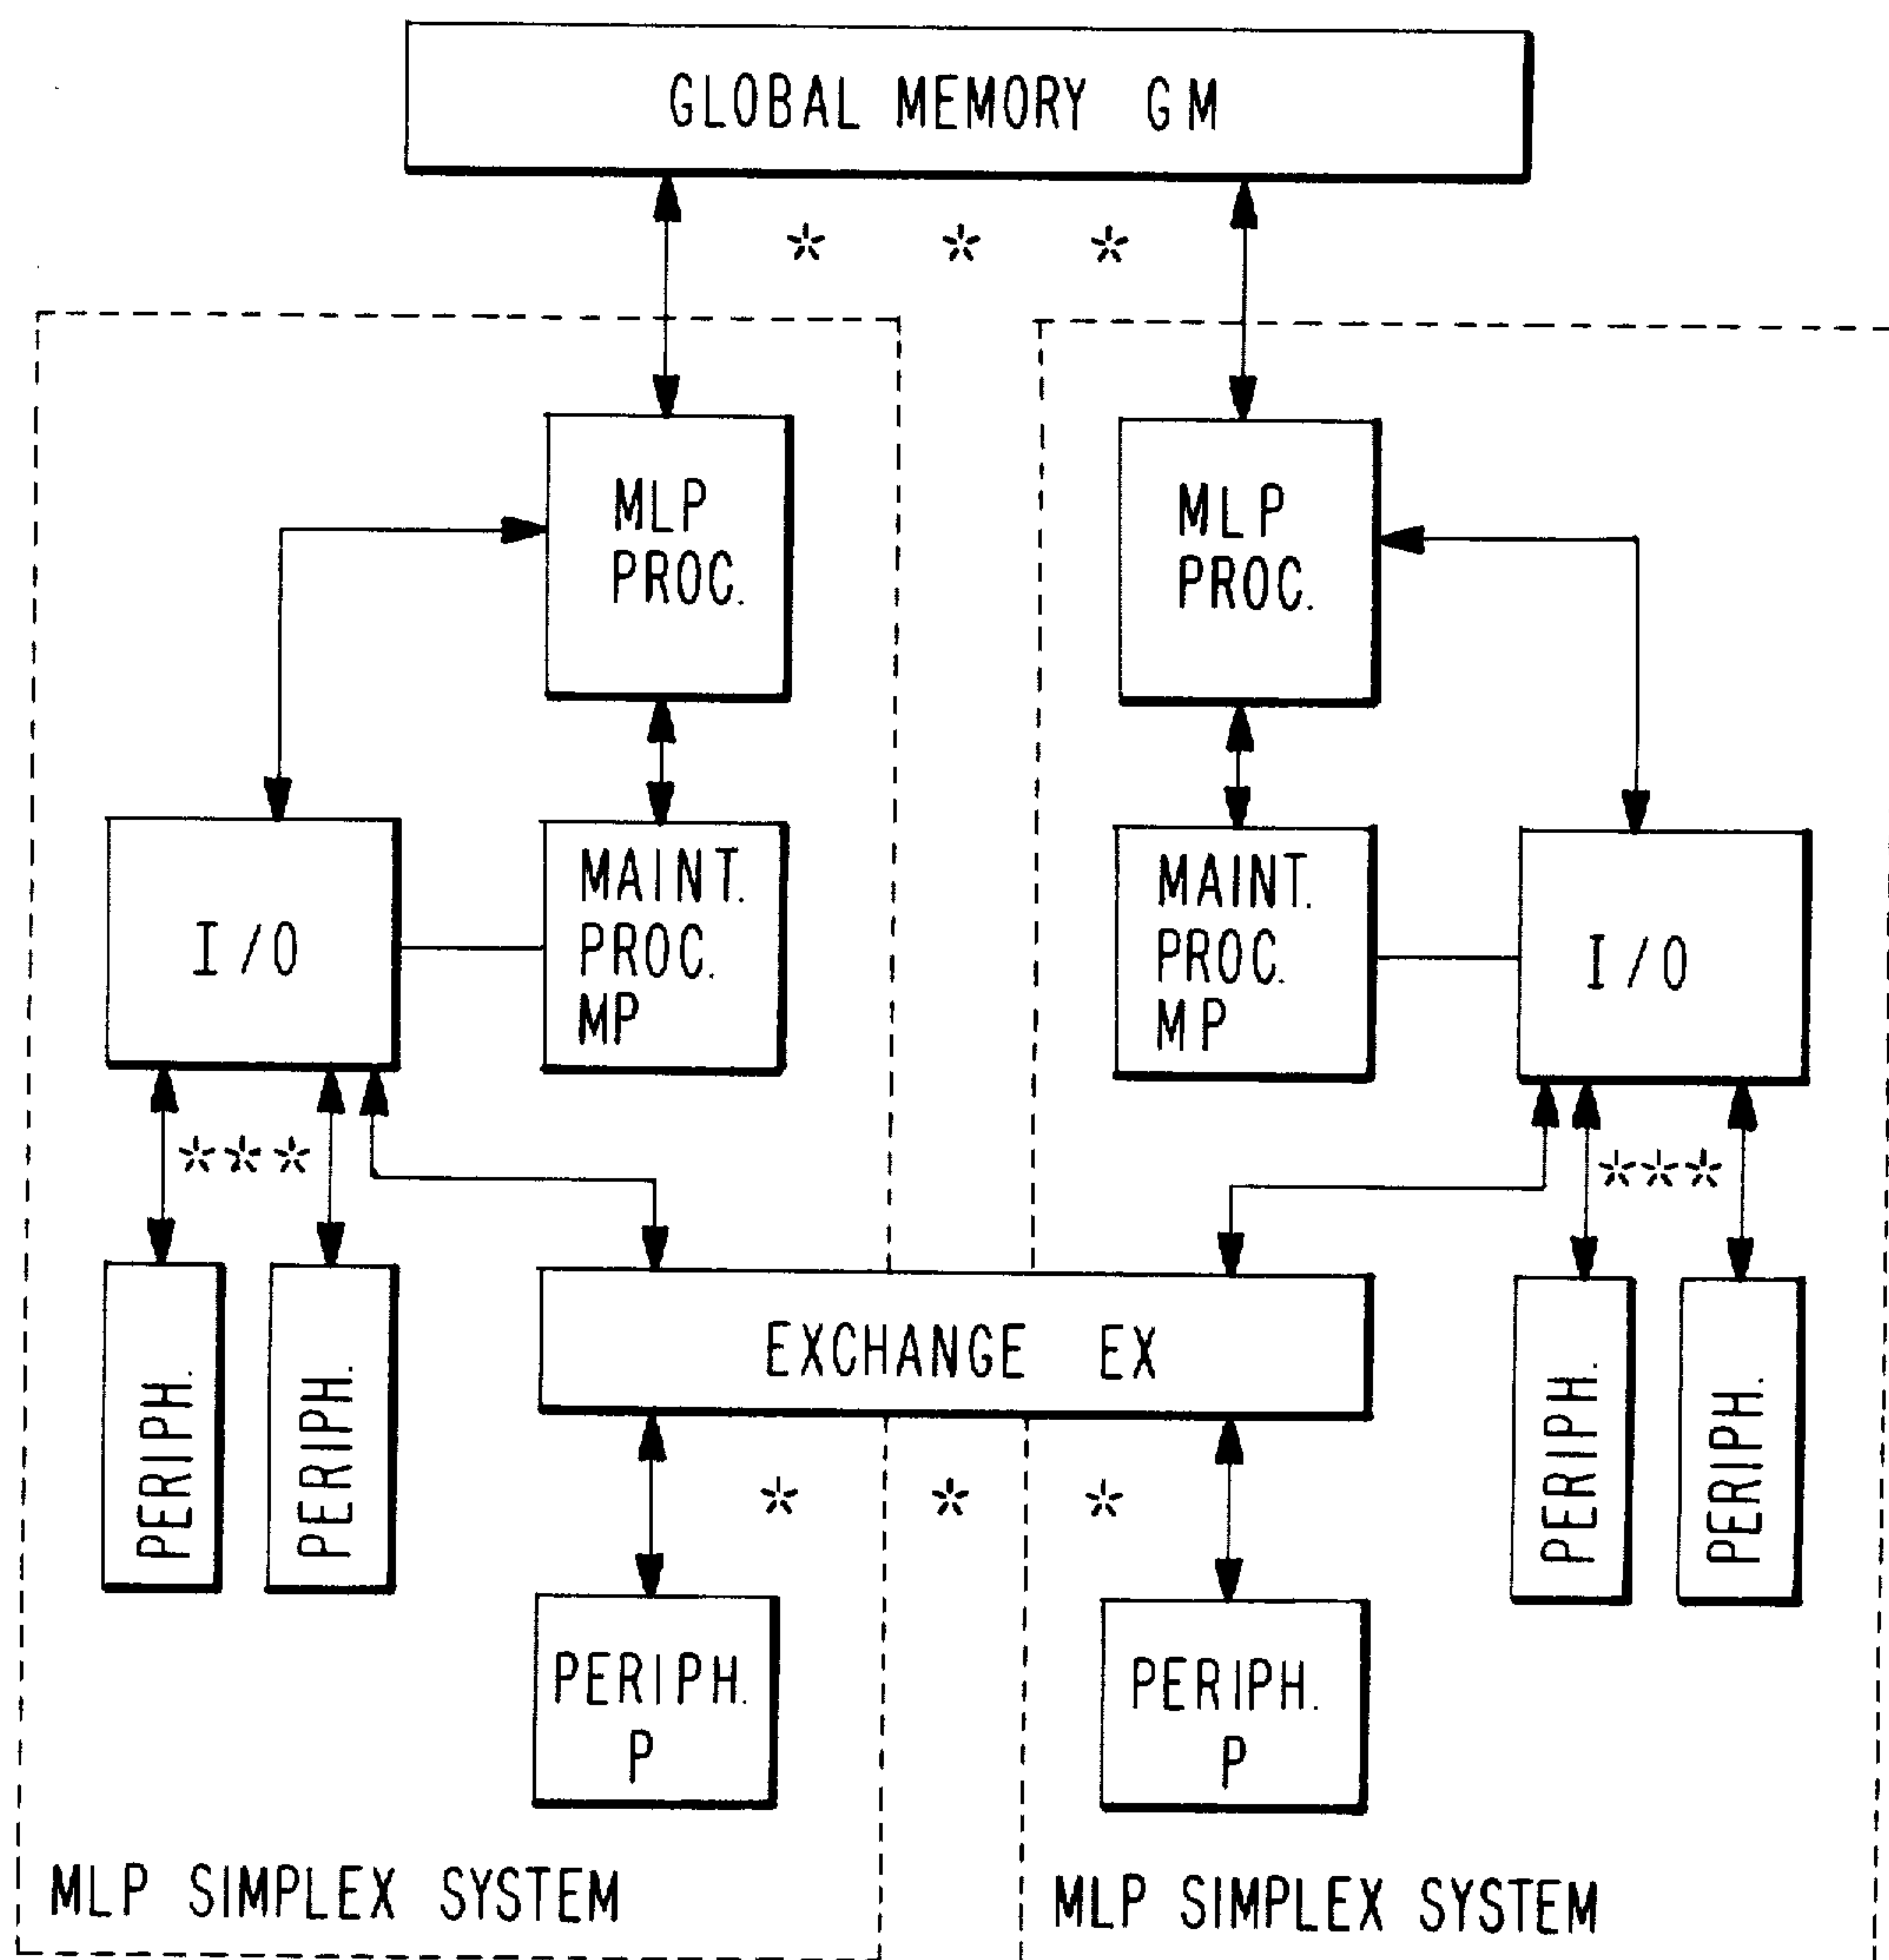 GLOBAL MEMORY GM
* * *
MLP
PROC.
MLP
PROC.
I/O
MAINT.
PROC.
MP
MAINT.
PROC.
MP
I/O
***
***
PERIPH.
PERIPH.
EXCHANGE EX
PERIPH.
PERIPH.
* * *
PERIPH.
P
PERIPH.
P
MLP SIMPLEX SYSTEM
MLP SIMPLEX SYSTEM